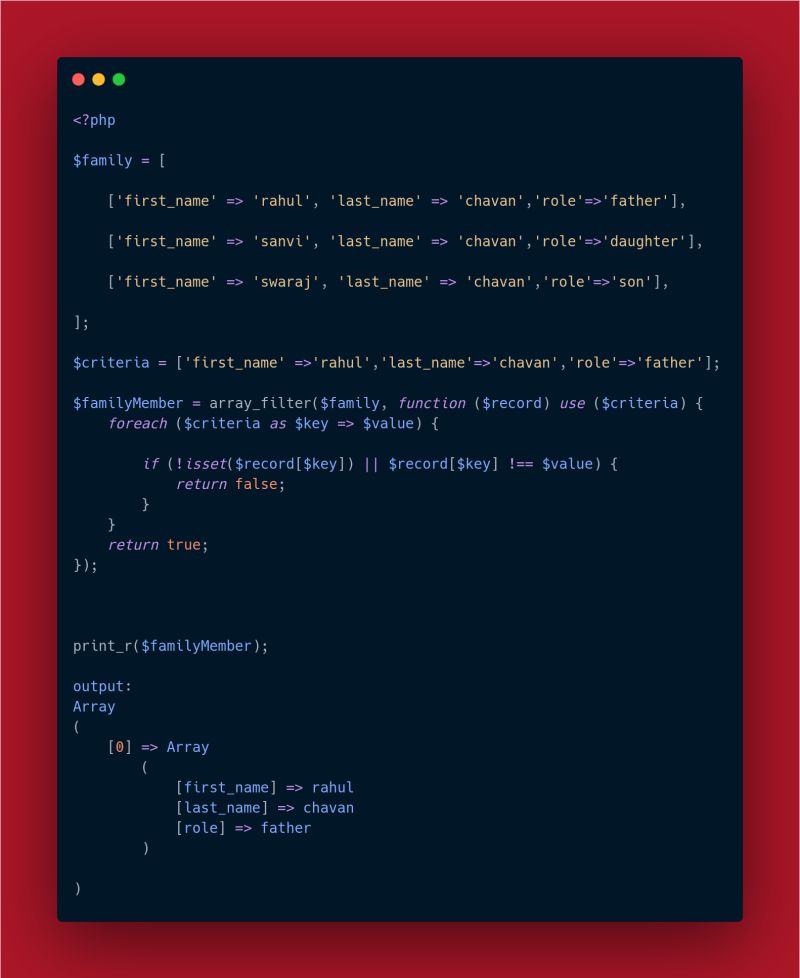 <?php
$family = [
    ['first_name' => 'rahul', 'last_name' => 'chavan','role'=>'father'],
    ['first_name' => 'sanvi', 'last_name' => 'chavan','role'=>'daughter'],
    ['first_name' => 'swaraj', 'last_name' => 'chavan','role'=>'son'],
];
$criteria = ['first_name' =>'rahul','last_name'=>'chavan','role'=>'father'];
$familyMember = array_filter($family, function ($record) use ($criteria) {
    foreach ($criteria as $key => $value) {
        if (!isset($record[$key]) || $record[$key] !== $value) {
            return false;
        }
    }
    return true;
});
print_r($familyMember);
output:
Array
(
    [0] => Array
        (
            [first_name] => rahul
            [last_name] => chavan
            [role] => father
        )
)